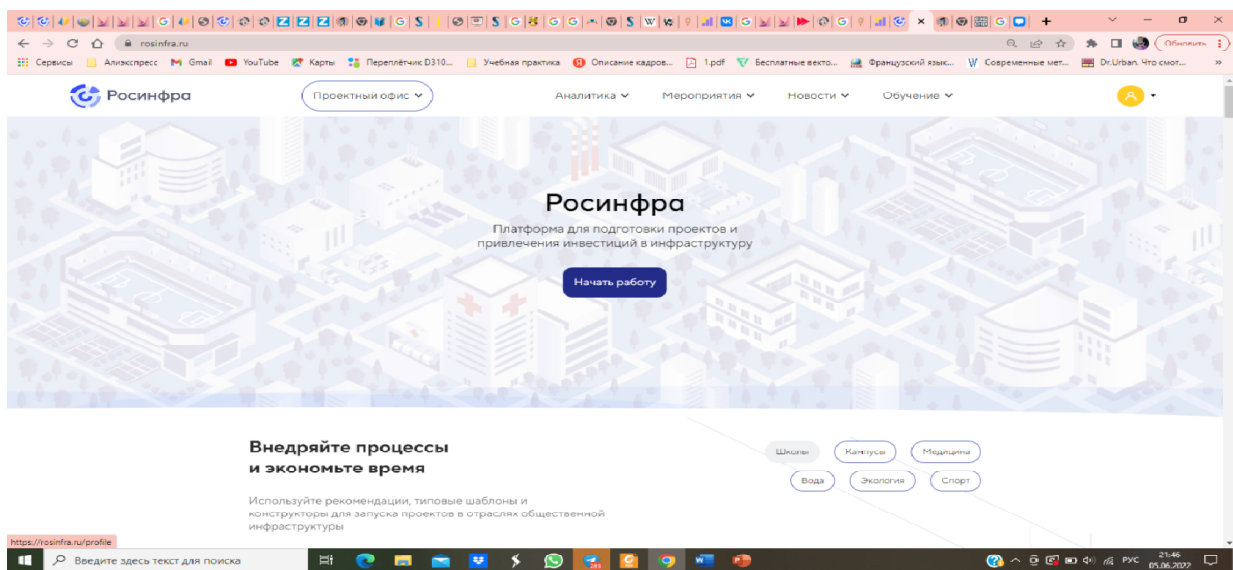 rosinfra.ru
Обновить
Сервисы
Алиэкспресс
Gmail
YouTube
Карты
Переплётчик D310...
Учебная практика
Описание кадров...
1.pdf
Бесплатные векто...
Французский язык...
Современные мет...
Dr.Urban. Что смот...
Росинфра
Проектный офис
Аналитика
Мероприятия
Новости
Обучение
Росинфра
Платформа для подготовки проектов и
привлечения инвестиций в инфраструктуру
Начать работу
Внедряйте процессы
и экономьте время
Используйте рекомендации, типовые шаблоны и
конструкторы для запуска проектов в отраслях общественной
инфраструктуры
Школы
Кампусы
Медицина
Вода
Экология
Спорт
https://rosinfra.ru/profile
Введите здесь текст для поиска
РУС
21:46
05.06.2022